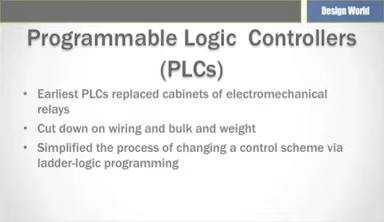 Design World
Programmable Logic Controllers
(PLCs)
• Earliest PLCs replaced cabinets of electromechanical
relays
• Cut down on wiring and bulk and weight
• Simplified the process of changing a control scheme via
ladder-logic programming